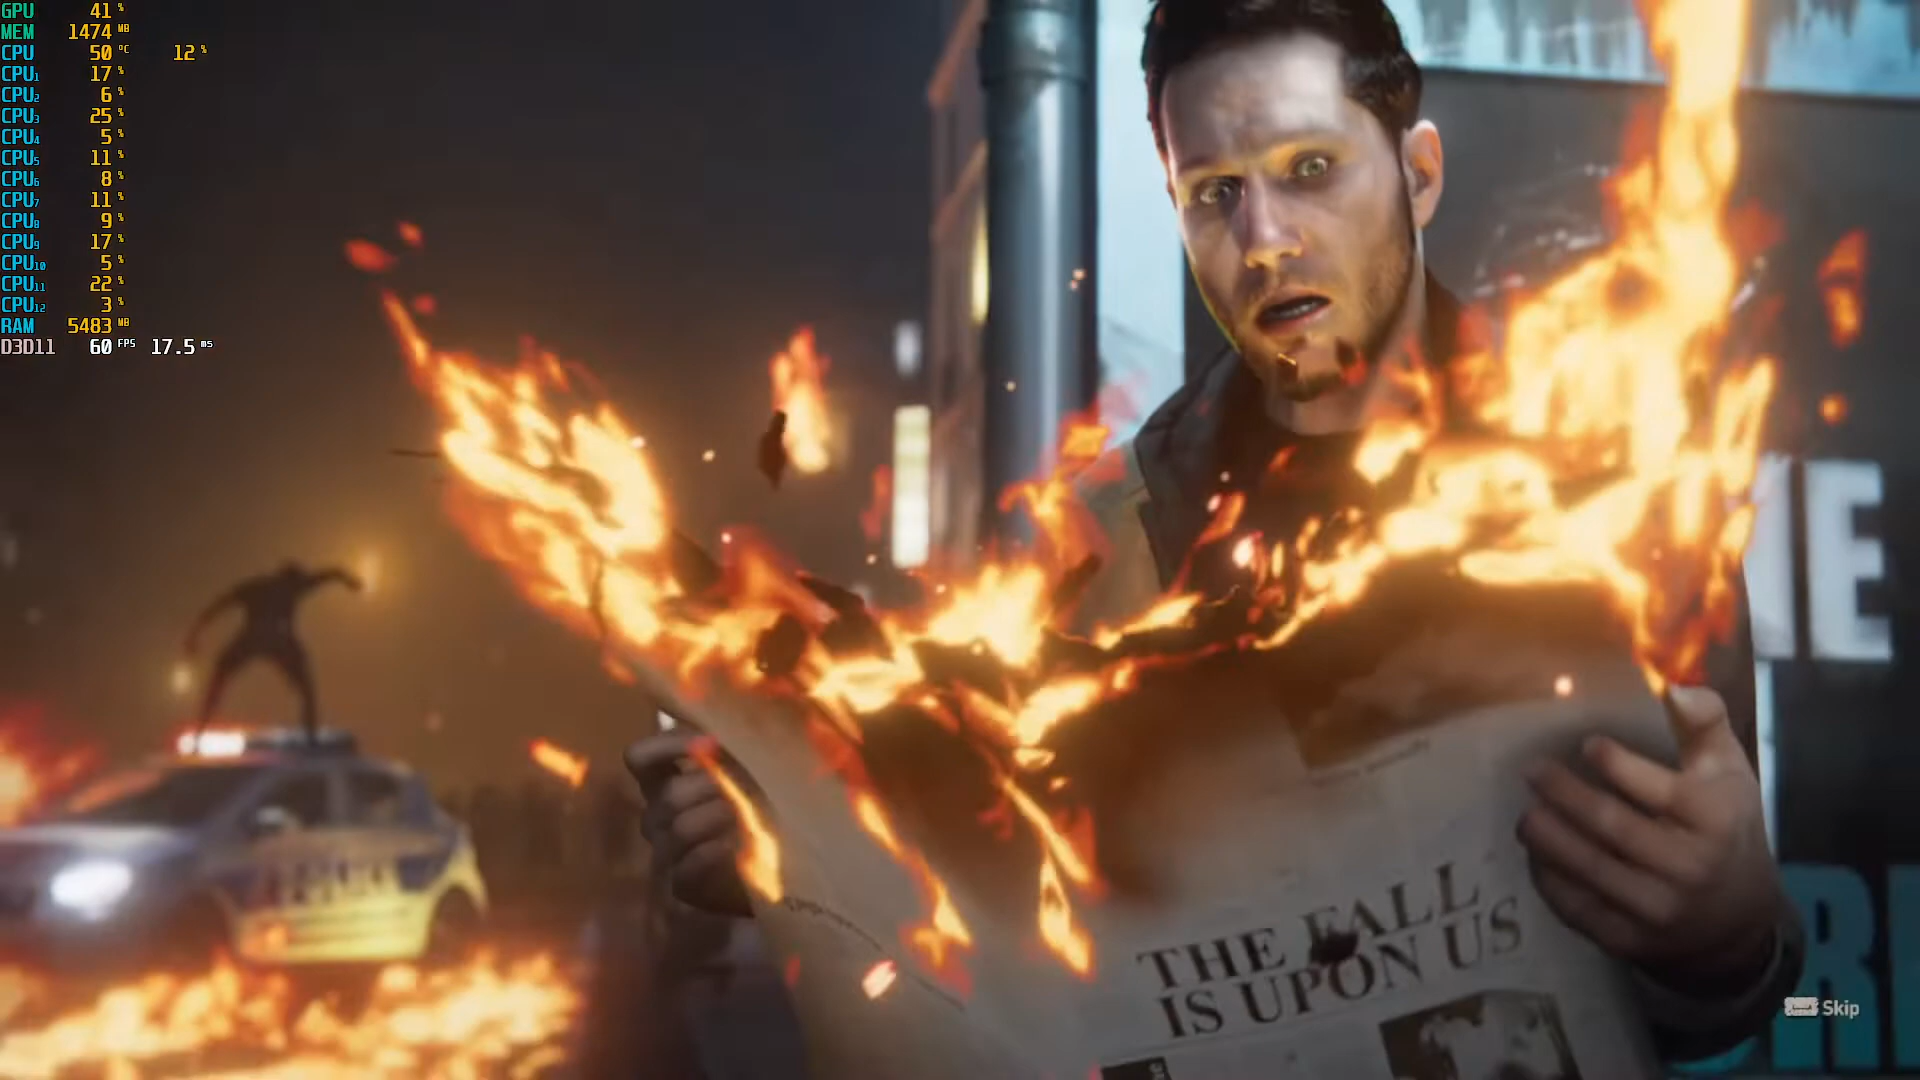 GPU 41 %
MEM 1474 MB
CPU 50 °C 12 %
CPU1 17 %
CPU2 6 %
CPU3 25 %
CPU4 5 %
CPU5 11 %
CPU6 8 %
CPU7 11 %
CPU8 9 %
CPU9 17 %
CPU10 5 %
CPU11 22 %
CPU12 3 %
RAM 5483 MB
D3D11 60 FPS 17.5 ms
THE FALL
IS UPON US
Skip